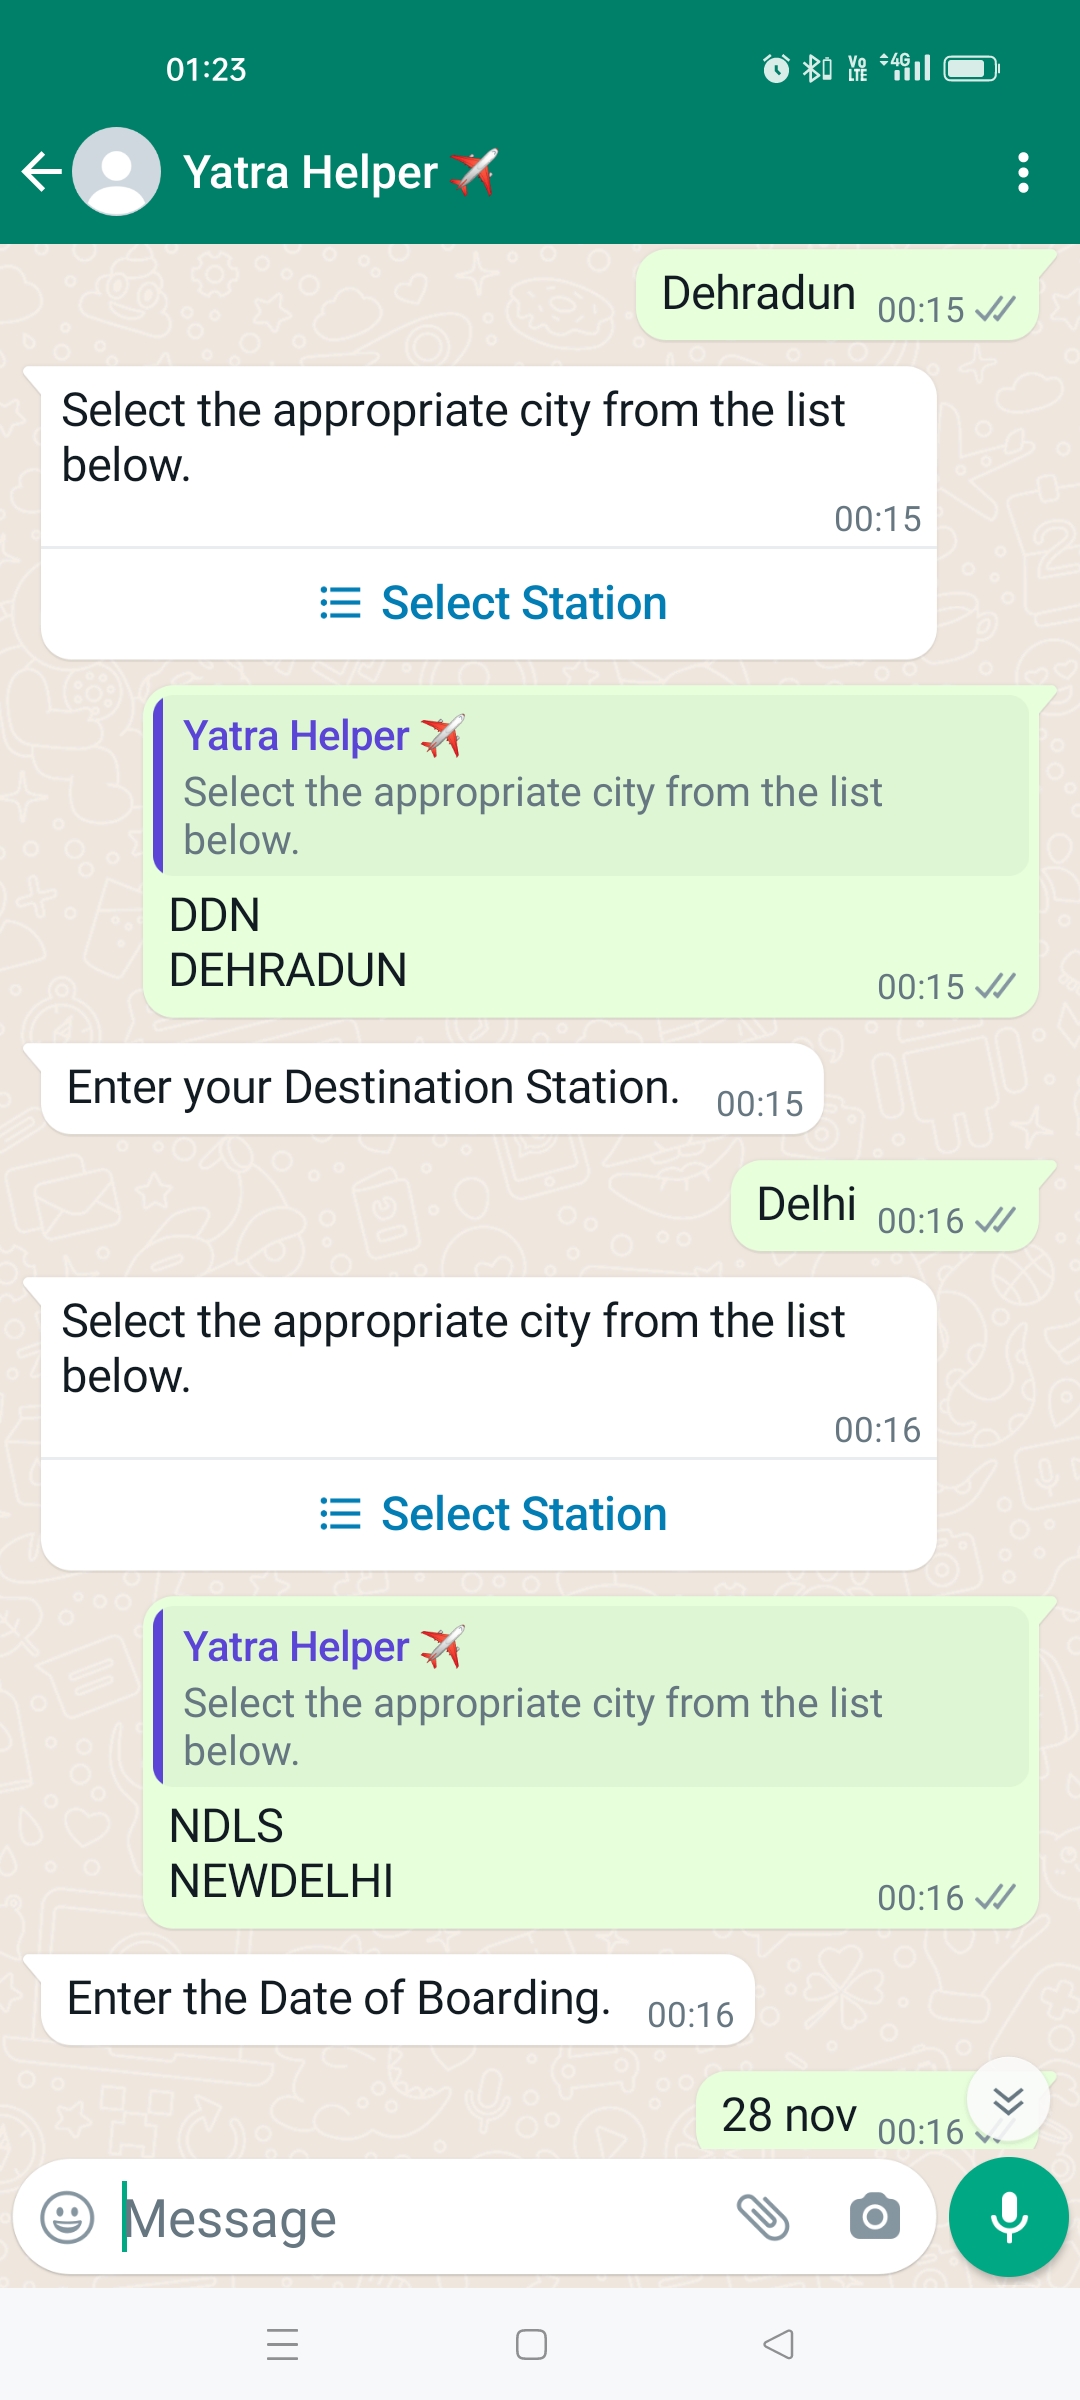 01:23
Vo LTE 4G
Yatra Helper ✈️
Dehradun 00:15
Select the appropriate city from the list
below.
00:15
Select Station
Yatra Helper ✈️
Select the appropriate city from the list
below.
DDN
DEHRADUN
00:15
Enter your Destination Station. 00:15
Delhi 00:16
Select the appropriate city from the list
below.
00:16
Select Station
Yatra Helper ✈️
Select the appropriate city from the list
below.
NDLS
NEWDELHI
00:16
Enter the Date of Boarding. 00:16
28 nov 00:16
Message